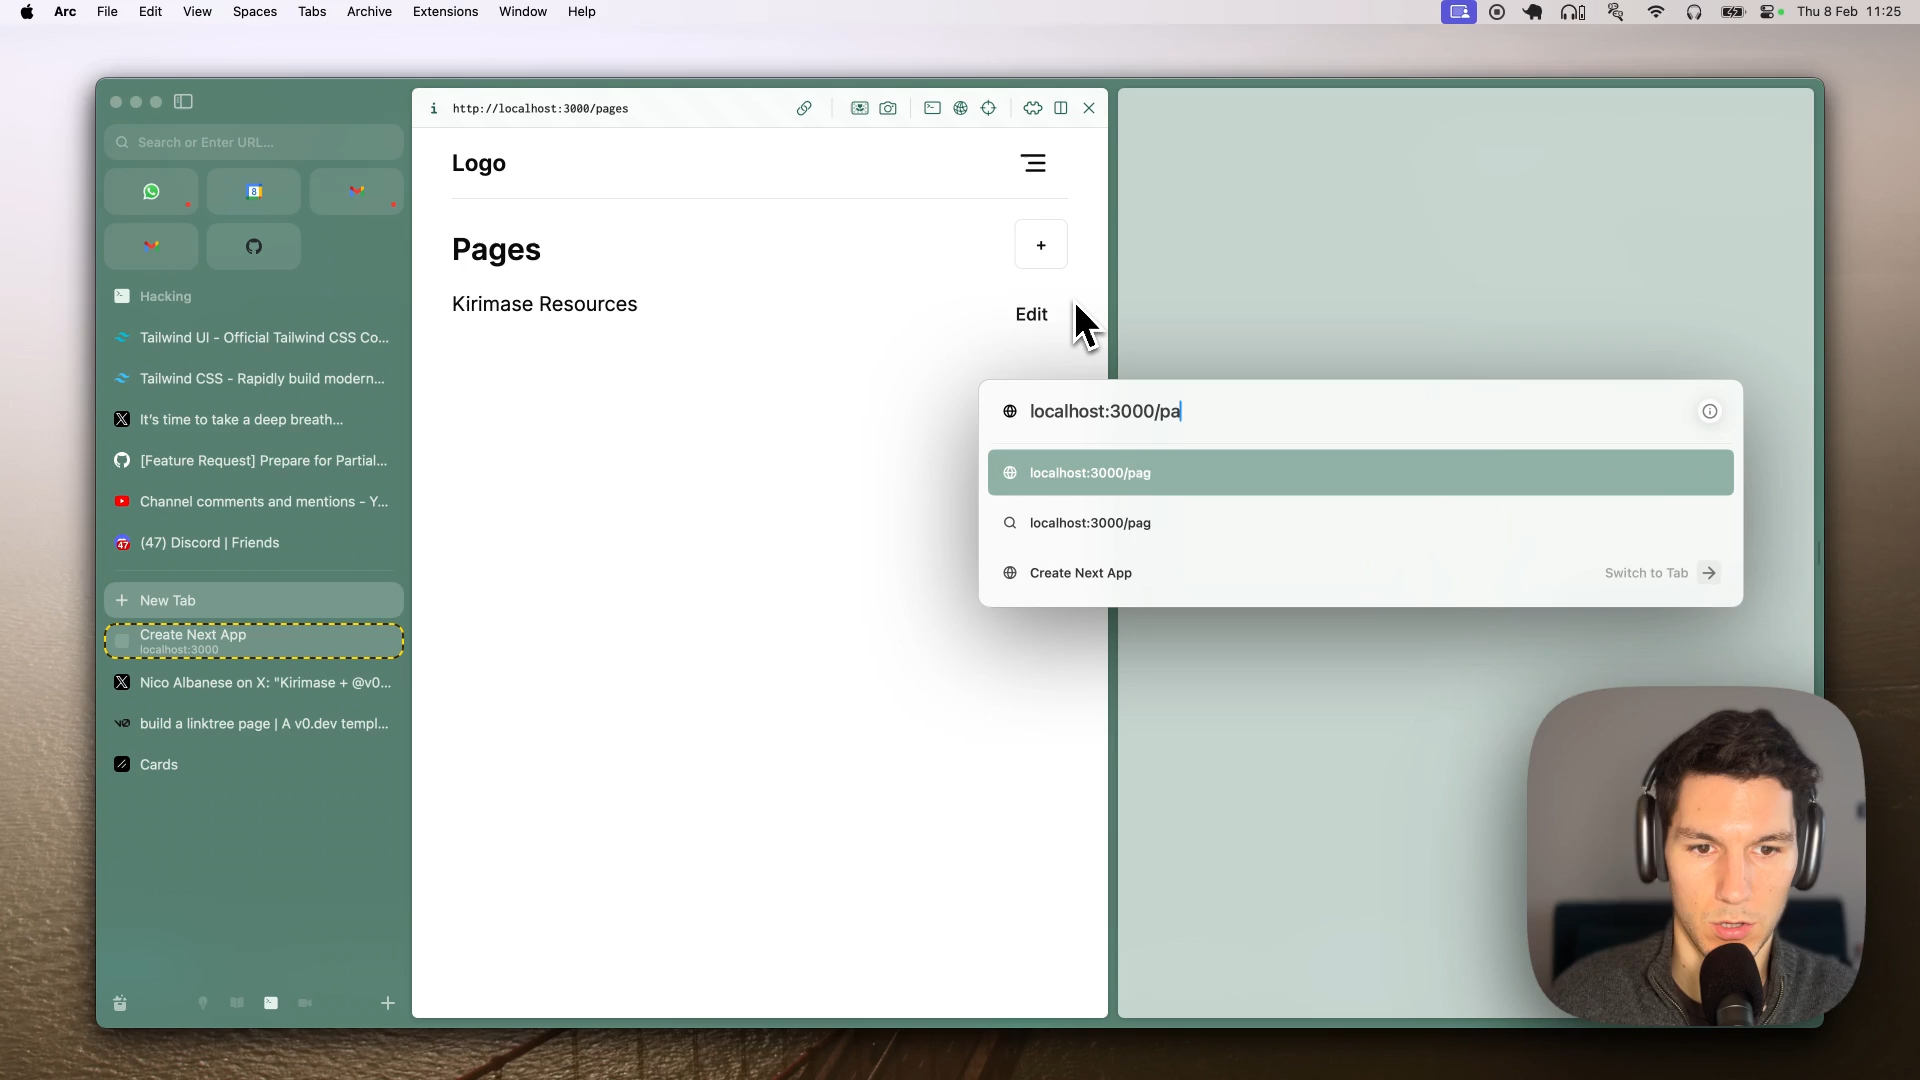 Arc File Edit View Spaces Tabs Archive Extensions Window Help
Thu 8 Feb 11:25
Search or Enter URL...
8
Hacking
Tailwind UI - Official Tailwind CSS Co...
Tailwind CSS - Rapidly build modern...
It's time to take a deep breath...
[Feature Request] Prepare for Partial...
Channel comments and mentions - Y...
47
(47) Discord | Friends
+ New Tab
Create Next App
localhost:3000
Nico Albanese on X: "Kirimase + @v0...
build a linktree page | A v0.dev templ...
Cards
i http://localhost:3000/pages
Logo
Pages
+
Kirimase Resources
Edit
localhost:3000/pa
localhost:3000/pag
localhost:3000/pag
Create Next App
Switch to Tab